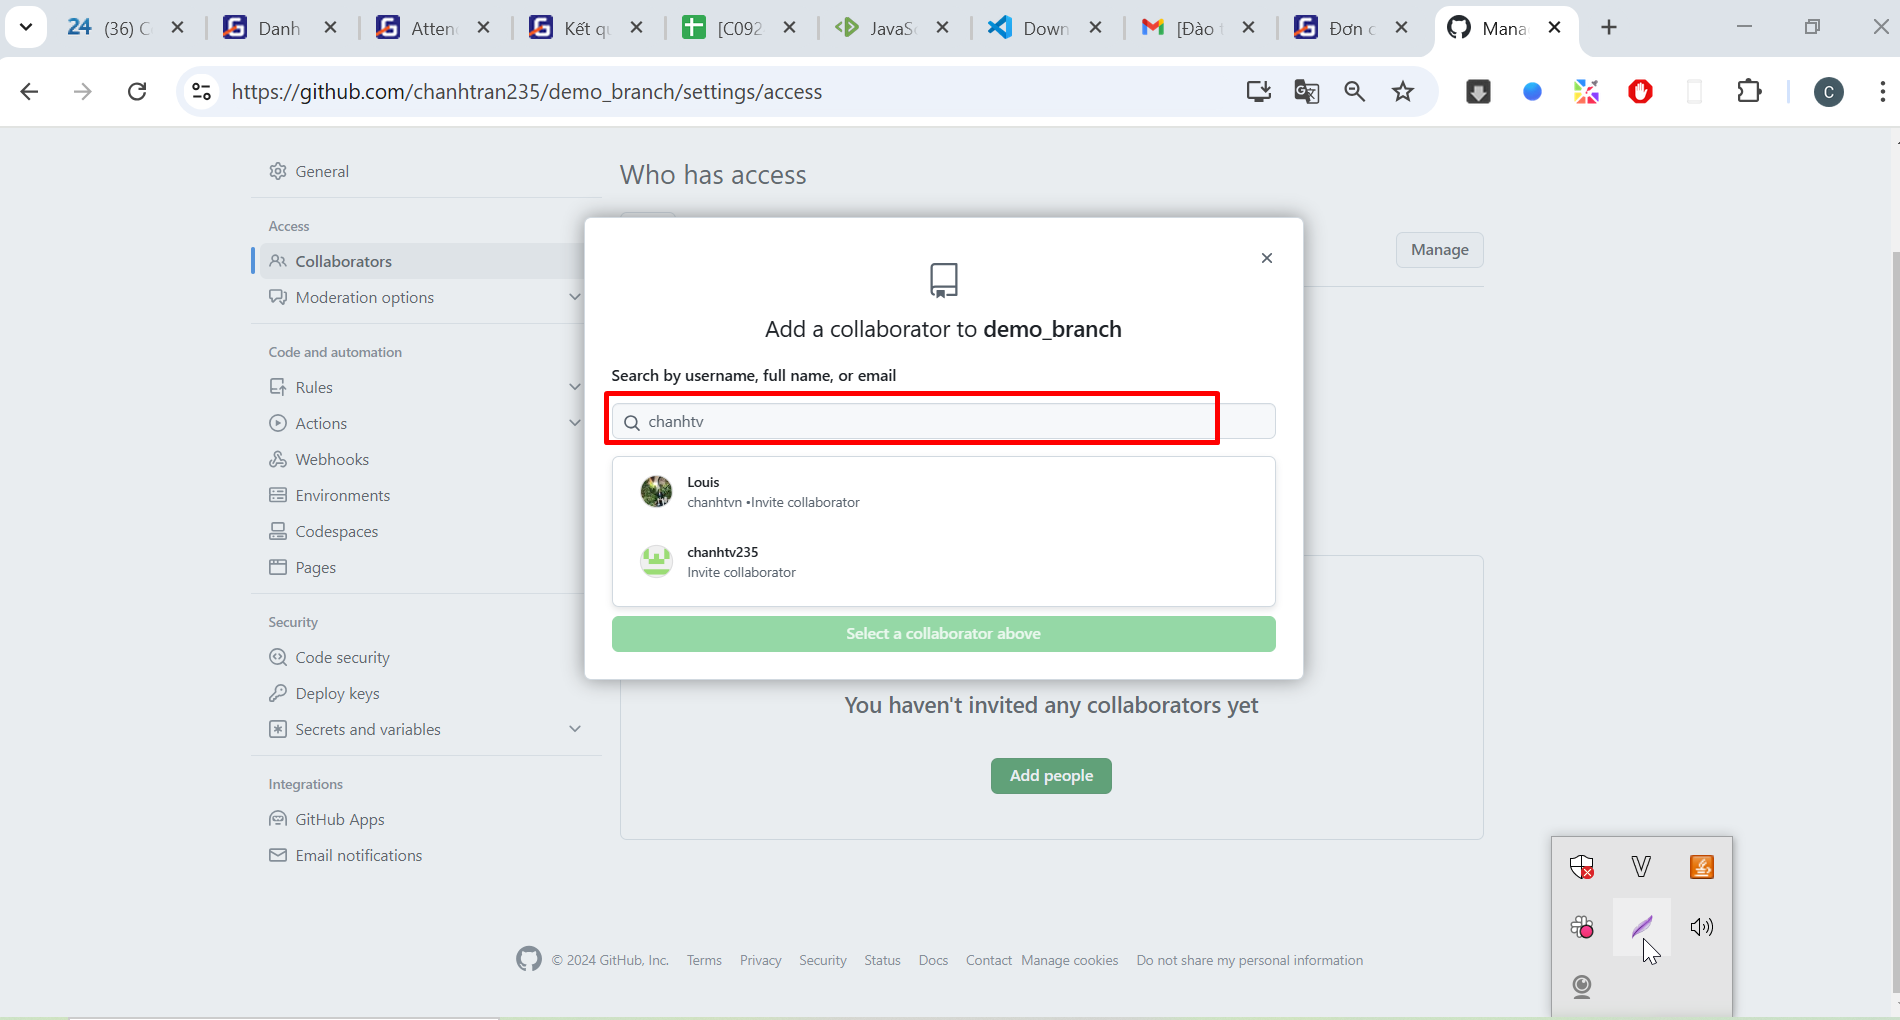 24 (36) C
Danh
Atten
Kết qu
[C092
JavaSc
Down
[Đào t
Đơn c
Mana
https://github.com/chanhtran235/demo_branch/settings/access
C
General
Access
Collaborators
Moderation options
Code and automation
Rules
Actions
Webhooks
Environments
Codespaces
Pages
Security
Code security
Deploy keys
Secrets and variables
Integrations
GitHub Apps
Email notifications
Who has access
Manage
Add a collaborator to demo_branch
Search by username, full name, or email
chanhtv
Louis
chanhtvn •Invite collaborator
chanhtv235
Invite collaborator
Select a collaborator above
You haven't invited any collaborators yet
Add people
© 2024 GitHub, Inc. Terms Privacy Security Status Docs Contact Manage cookies Do not share my personal information